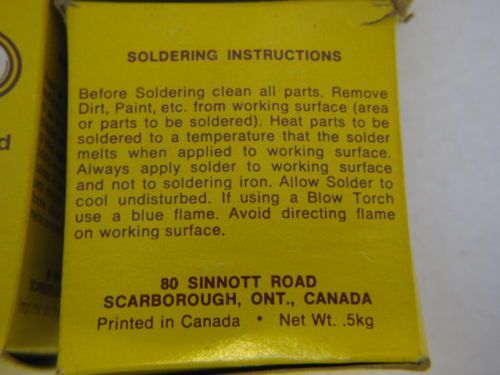 SOLDERING INSTRUCTIONS
Before Soldering clean all parts. Remove
Dirt, Paint, etc. from working surface (area
or parts to be soldered). Heat parts to be
soldered to a temperature that the solder
melts when applied to working surface.
Always apply solder to working surface
and not to soldering iron. Allow Solder to
cool undisturbed. If using a Blow Torch
use a blue flame. Avoid directing flame
on working surface.
80 SINNOTT ROAD
SCARBOROUGH, ONT., CANADA
Printed in Canada • Net Wt. .5kg